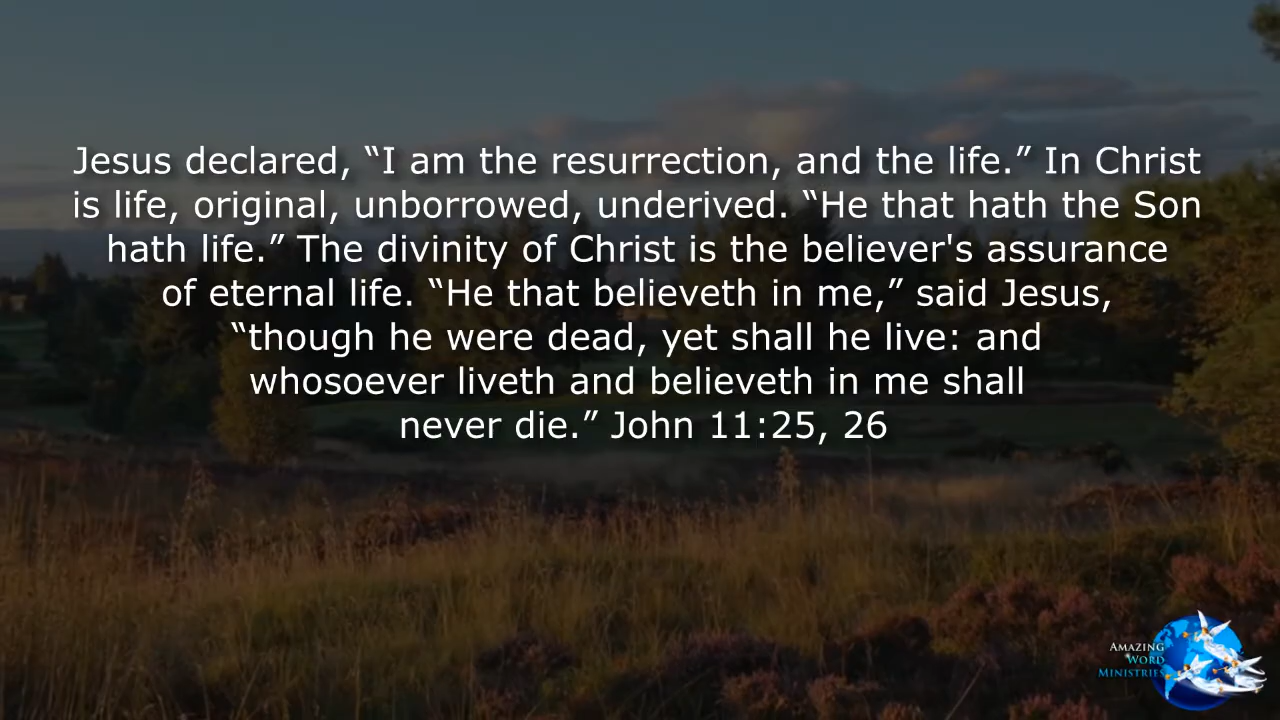 Jesus declared, “I am the resurrection, and the life.” In Christ
is life, original, unborrowed, underived. “He that hath the Son
hath life.” The divinity of Christ is the believer's assurance
of eternal life. “He that believeth in me,” said Jesus,
“though he were dead, yet shall he live: and
whosoever liveth and believeth in me shall
never die.” John 11:25, 26
AMAZING
WORD
MINISTRIES